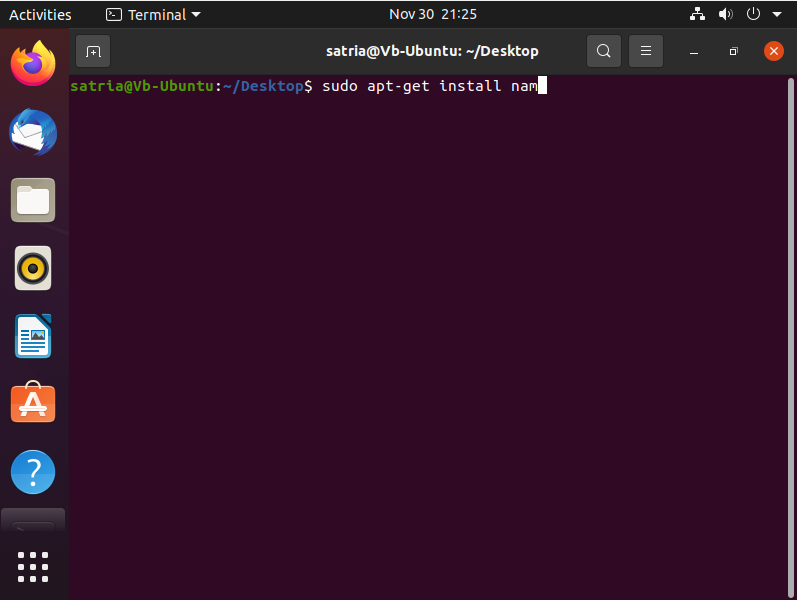 Activities Terminal Nov 30 21:25
satria@Vb-Ubuntu: ~/Desktop
satria@Vb-Ubuntu:~/Desktop$ sudo apt-get install nam
?